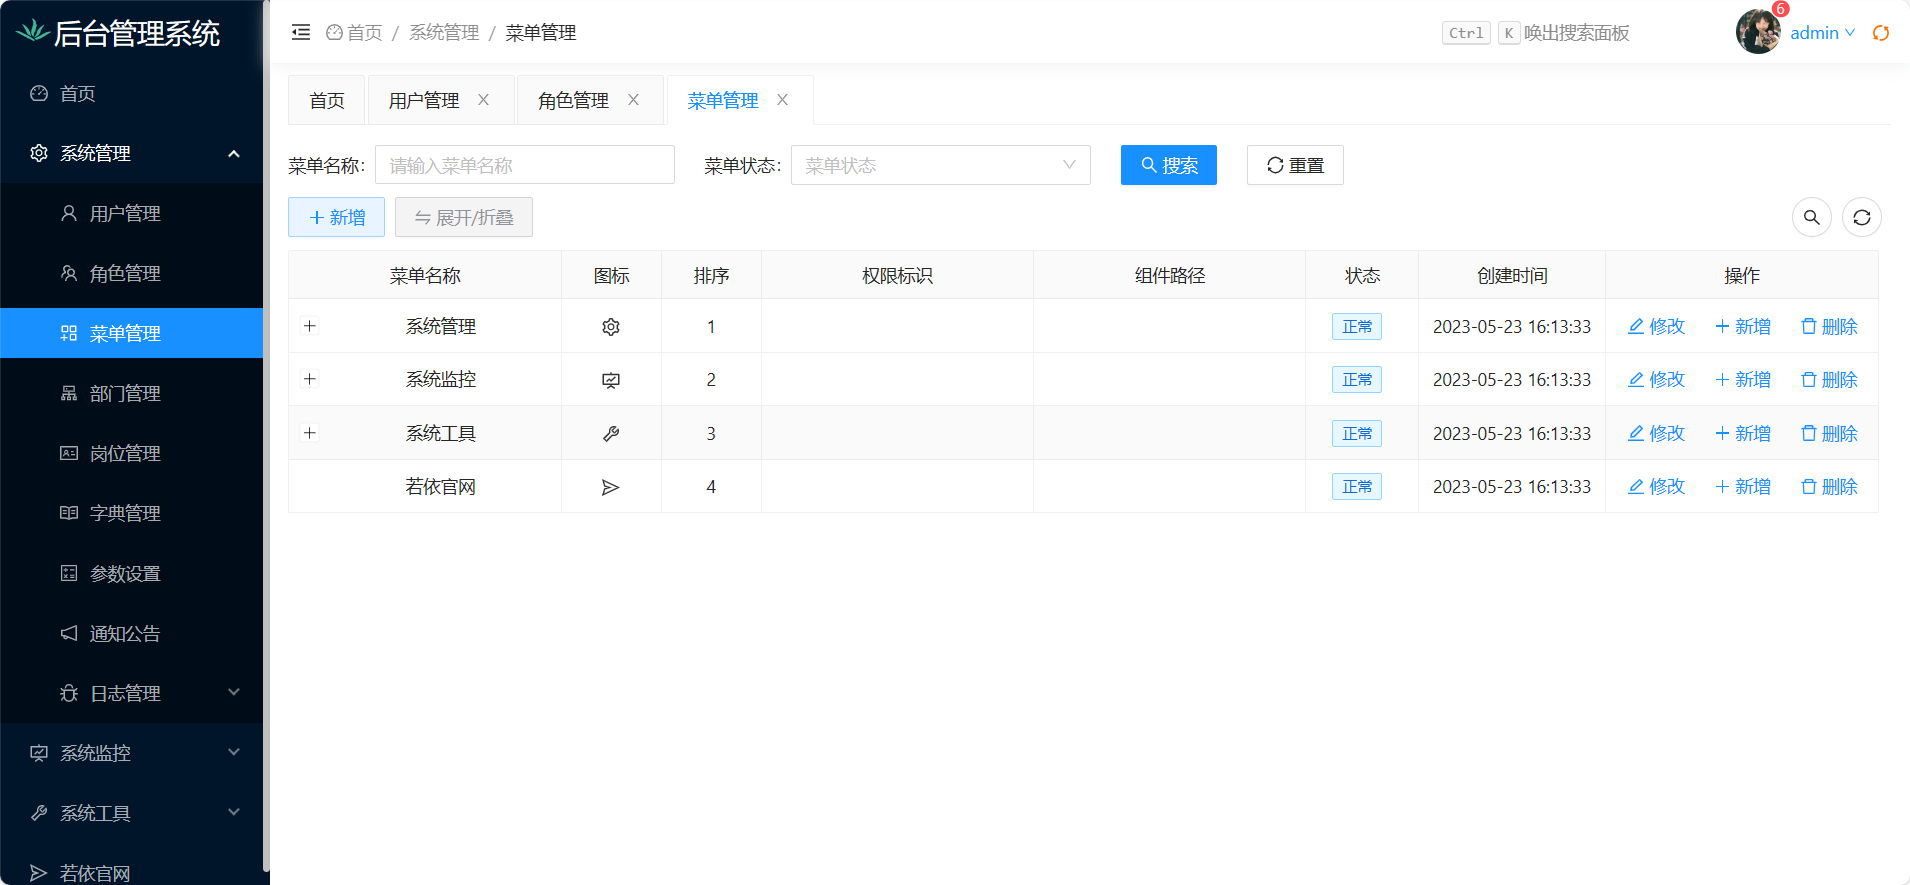 后台管理系统
首页
系统管理
用户管理
角色管理
菜单管理
部门管理
岗位管理
字典管理
参数设置
通知公告
日志管理
系统监控
系统工具
若依官网
首页 / 系统管理 / 菜单管理
Ctrl K 唤出搜索面板
6
admin
首页 用户管理 角色管理 菜单管理
菜单名称: 请输入菜单名称 菜单状态: 菜单状态 搜索 重置
新增 展开/折叠
菜单名称 图标 排序 权限标识 组件路径 状态 创建时间 操作
系统管理 1 正常 2023-05-23 16:13:33 修改 新增 删除
系统监控 2 正常 2023-05-23 16:13:33 修改 新增 删除
系统工具 3 正常 2023-05-23 16:13:33 修改 新增 删除
若依官网 4 正常 2023-05-23 16:13:33 修改 新增 删除